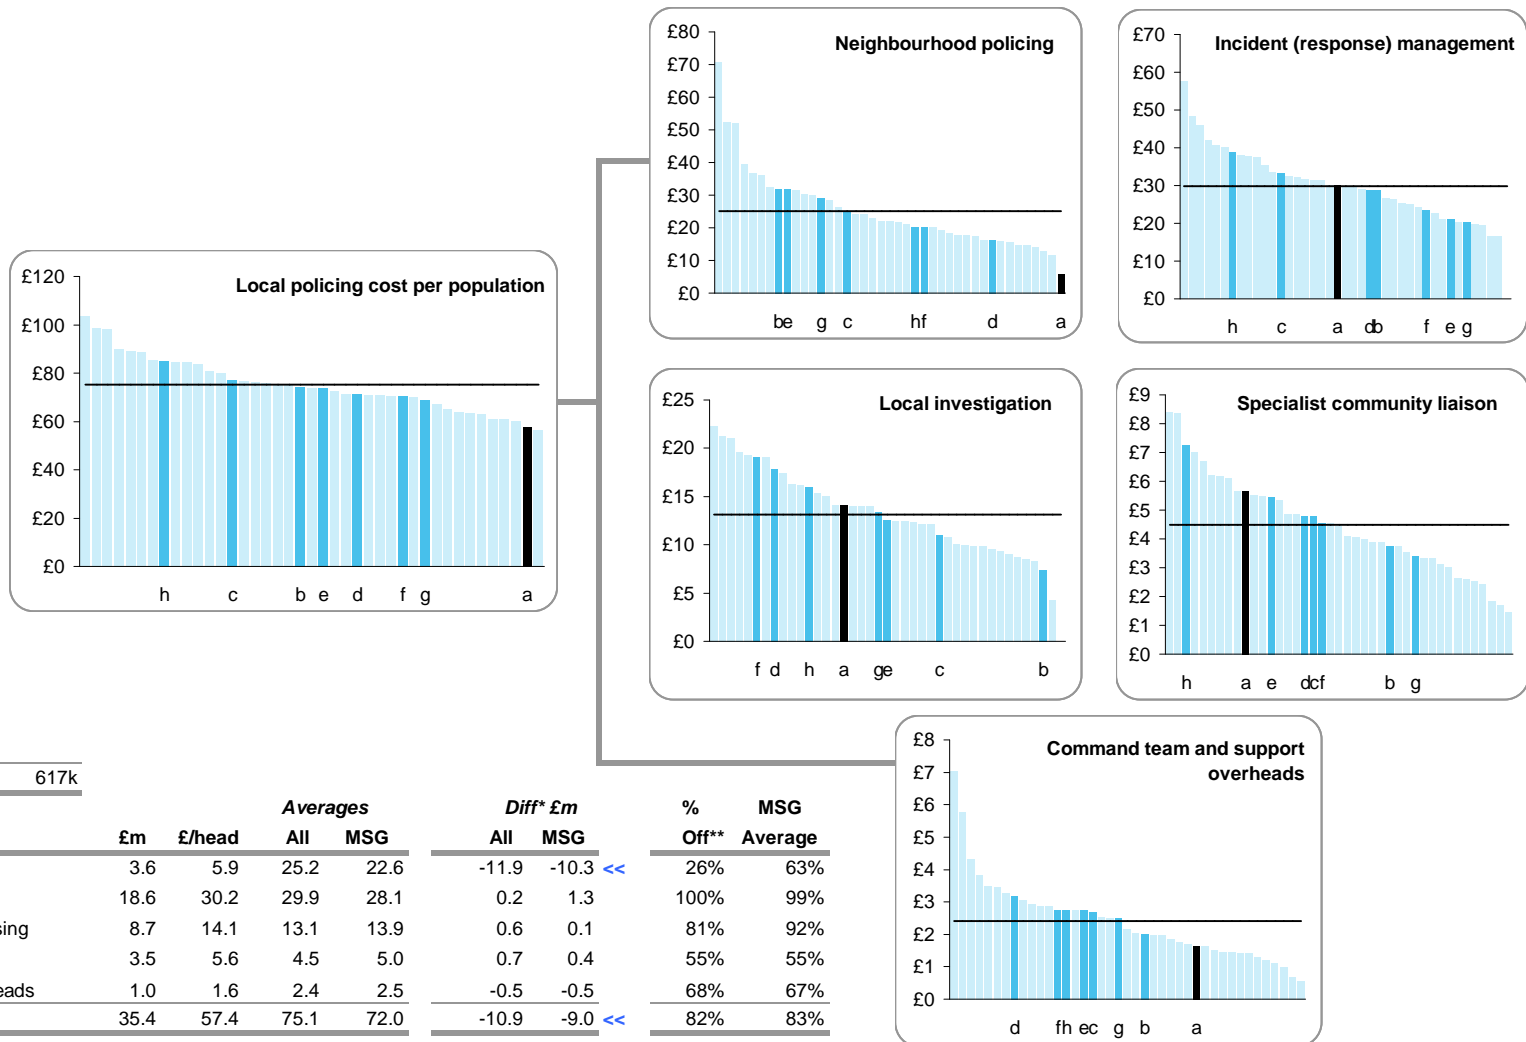 Neighbourhood policing
£80
£70
£60
£50
£40
£30
£20
£10
£0
be g c hf d a
Incident (response) management
£70
£60
£50
£40
£30
£20
£10
£0
h c a db f e g
Local policing cost per population
£120
£100
£80
£60
£40
£20
£0
h c b e d f g a
Local investigation
£25
£20
£15
£10
£5
£0
f d h a ge c b
Specialist community liaison
£9
£8
£7
£6
£5
£4
£3
£2
£1
£0
h a e dcf b g
Command team and support
overheads
£8
£7
£6
£5
£4
£3
£2
£1
£0
d fh ec g b a
617k
Averages Diff* £m % MSG
£m £/head All MSG All MSG Off** Average
3.6 5.9 25.2 22.6 -11.9 -10.3 << 26% 63%
18.6 30.2 29.9 28.1 0.2 1.3 100% 99%
sing 8.7 14.1 13.1 13.9 0.6 0.1 81% 92%
3.5 5.6 4.5 5.0 0.7 0.4 55% 55%
eads 1.0 1.6 2.4 2.5 -0.5 -0.5 68% 67%
35.4 57.4 75.1 72.0 -10.9 -9.0 << 82% 83%